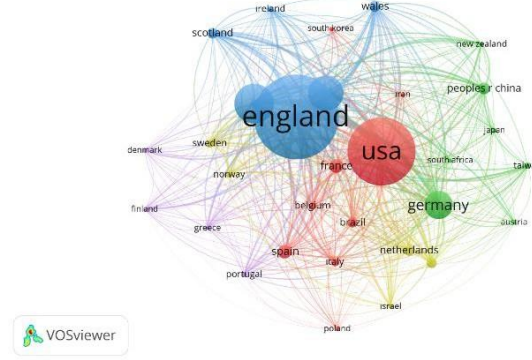 ireland
wales
scotland
south korea
new zealand
england
iran
peoples r china
usa
japan
denmark
sweden
france
south africa
taiw
norway
finland
belgium
germany
greece
brazil
austria
spain
italy
netherlands
portugal
israel
poland
VOSviewer